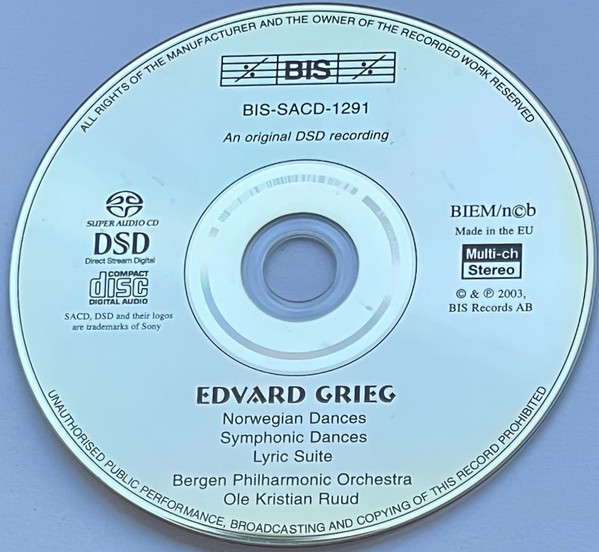 ALL RIGHTS OF THE MANUFACTURER AND THE OWNER OF THE RECORDED WORK RESERVED
BIS
BIS-SACD-1291
An original DSD recording
SUPER AUDIO CD
DSD
Direct Stream Digital
COMPACT
disc
DIGITAL AUDIO
SACD, DSD and their logos
are trademarks of Sony
BIEM/n©b
Made in the EU
Multi-ch
Stereo
© & ℗ 2003,
BIS Records AB
EDVARD GRIEG
Norwegian Dances
Symphonic Dances
Lyric Suite
Bergen Philharmonic Orchestra
Ole Kristian Ruud
UNAUTHORISED PUBLIC PERFORMANCE, BROADCASTING AND COPYING OF THIS RECORD PROHIBITED